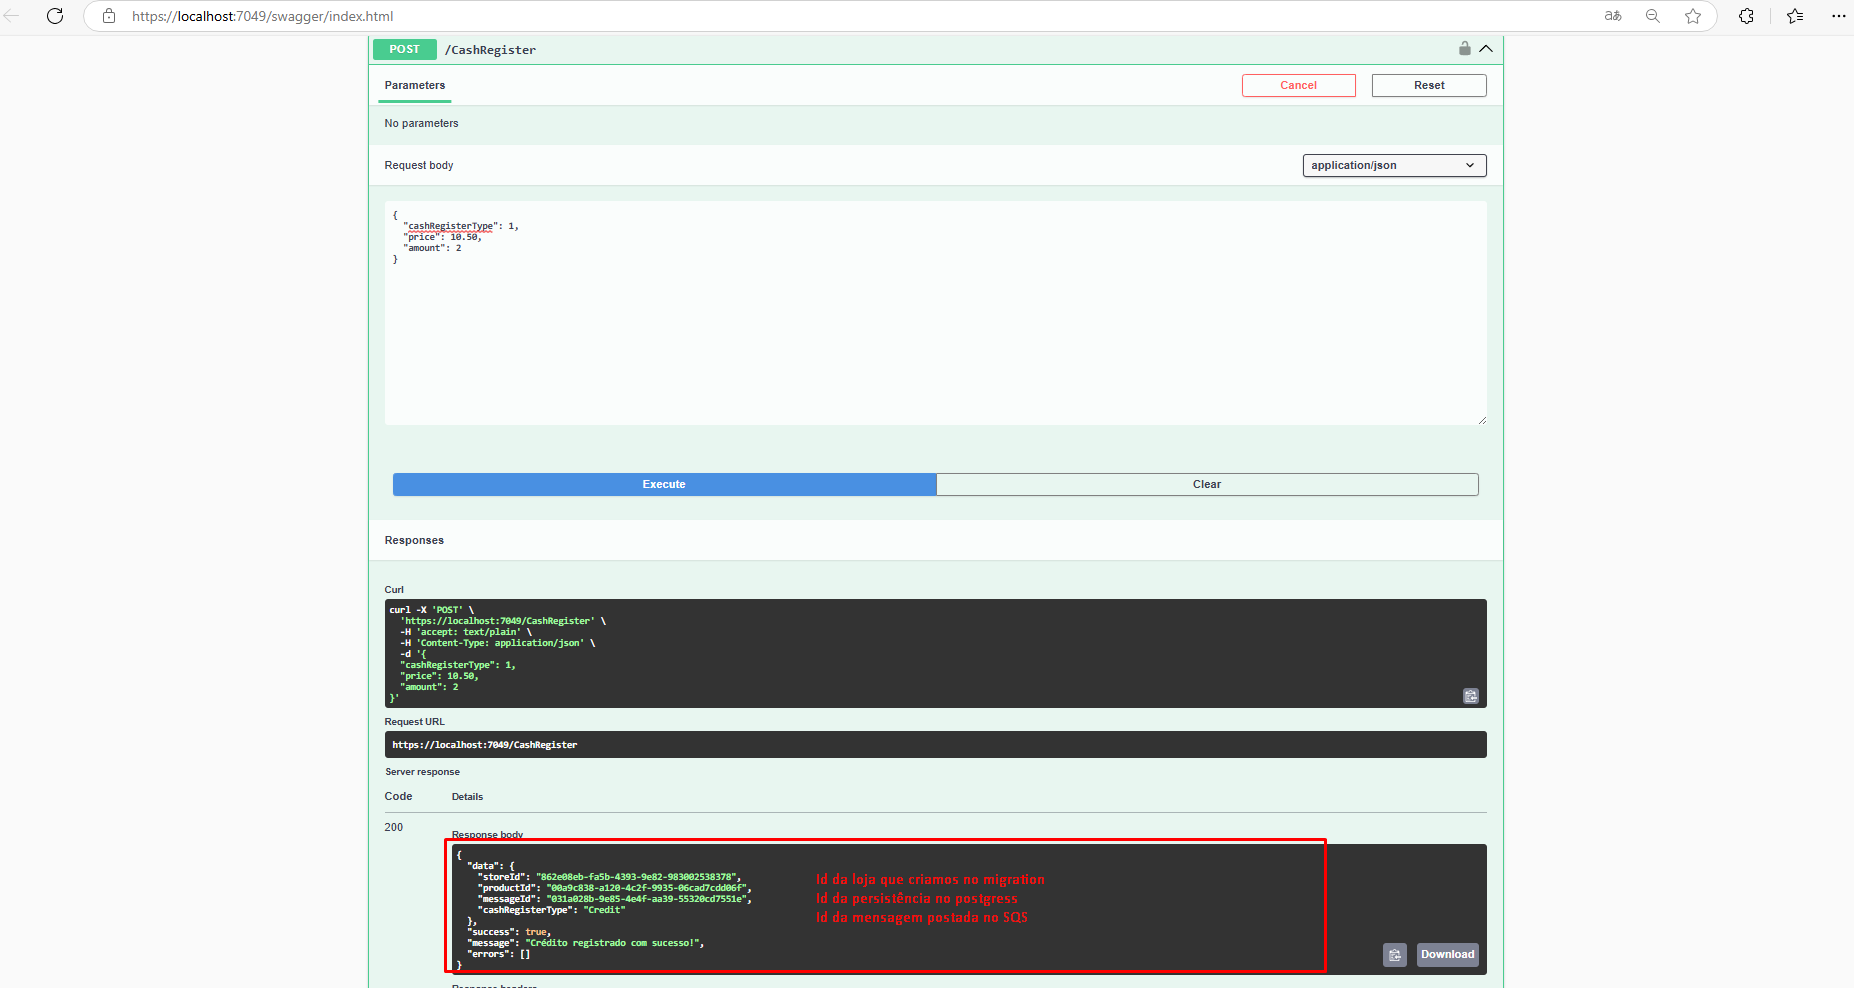 https://localhost:7049/swagger/index.html
POST /CashRegister
Parameters
Cancel
Reset
No parameters
Request body
application/json
{
"cashRegisterType": 1,
"price": 10.50,
"amount": 2
}
Execute
Clear
Responses
Curl
curl -X 'POST' \
'https://localhost:7049/CashRegister' \
-H 'accept: text/plain' \
-H 'Content-Type: application/json' \
-d '{
"cashRegisterType": 1,
"price": 10.50,
"amount": 2
}'
Request URL
https://localhost:7049/CashRegister
Server response
Code Details
200
Response body
{
"data": {
"storeId": "862e08eb-fa5b-4393-9e82-983002538378",
"productId": "00a9c838-a120-4c2f-9935-06cad7cdd06f",
"messageId": "031a028b-9e85-4e4f-aa39-55320cd7551e",
"cashRegisterType": "Credit"
},
"success": true,
"message": "Crédito registrado com sucesso!",
"errors": []
}
Id da loja que criamos no migration
Id da persistência no postgress
Id da mensagem postada no SQS
Download
Response headers